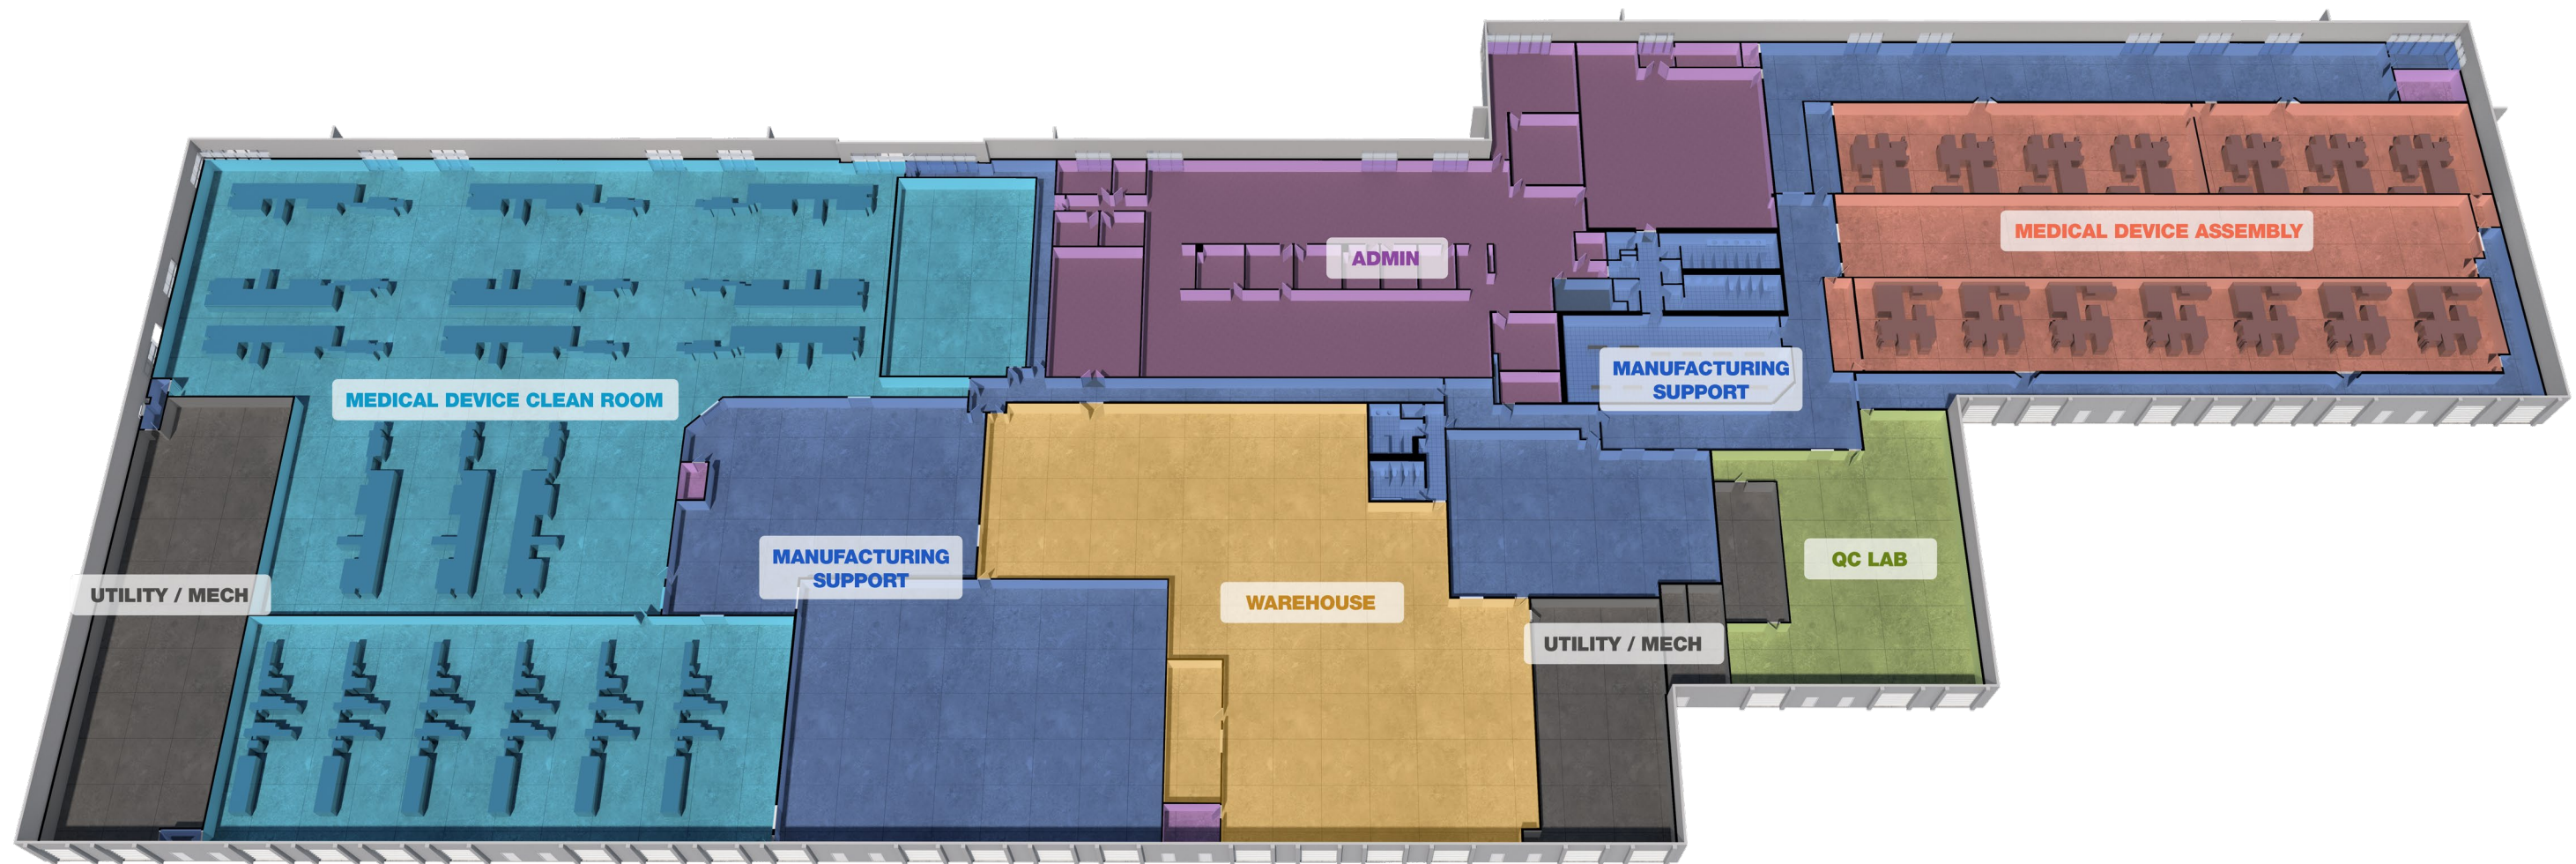 MEDICAL DEVICE ASSEMBLY
ADMIN
MANUFACTURING
SUPPORT
MEDICAL DEVICE CLEAN ROOM
MANUFACTURING
SUPPORT
QC LAB
UTILITY / MECH
WAREHOUSE
UTILITY / MECH